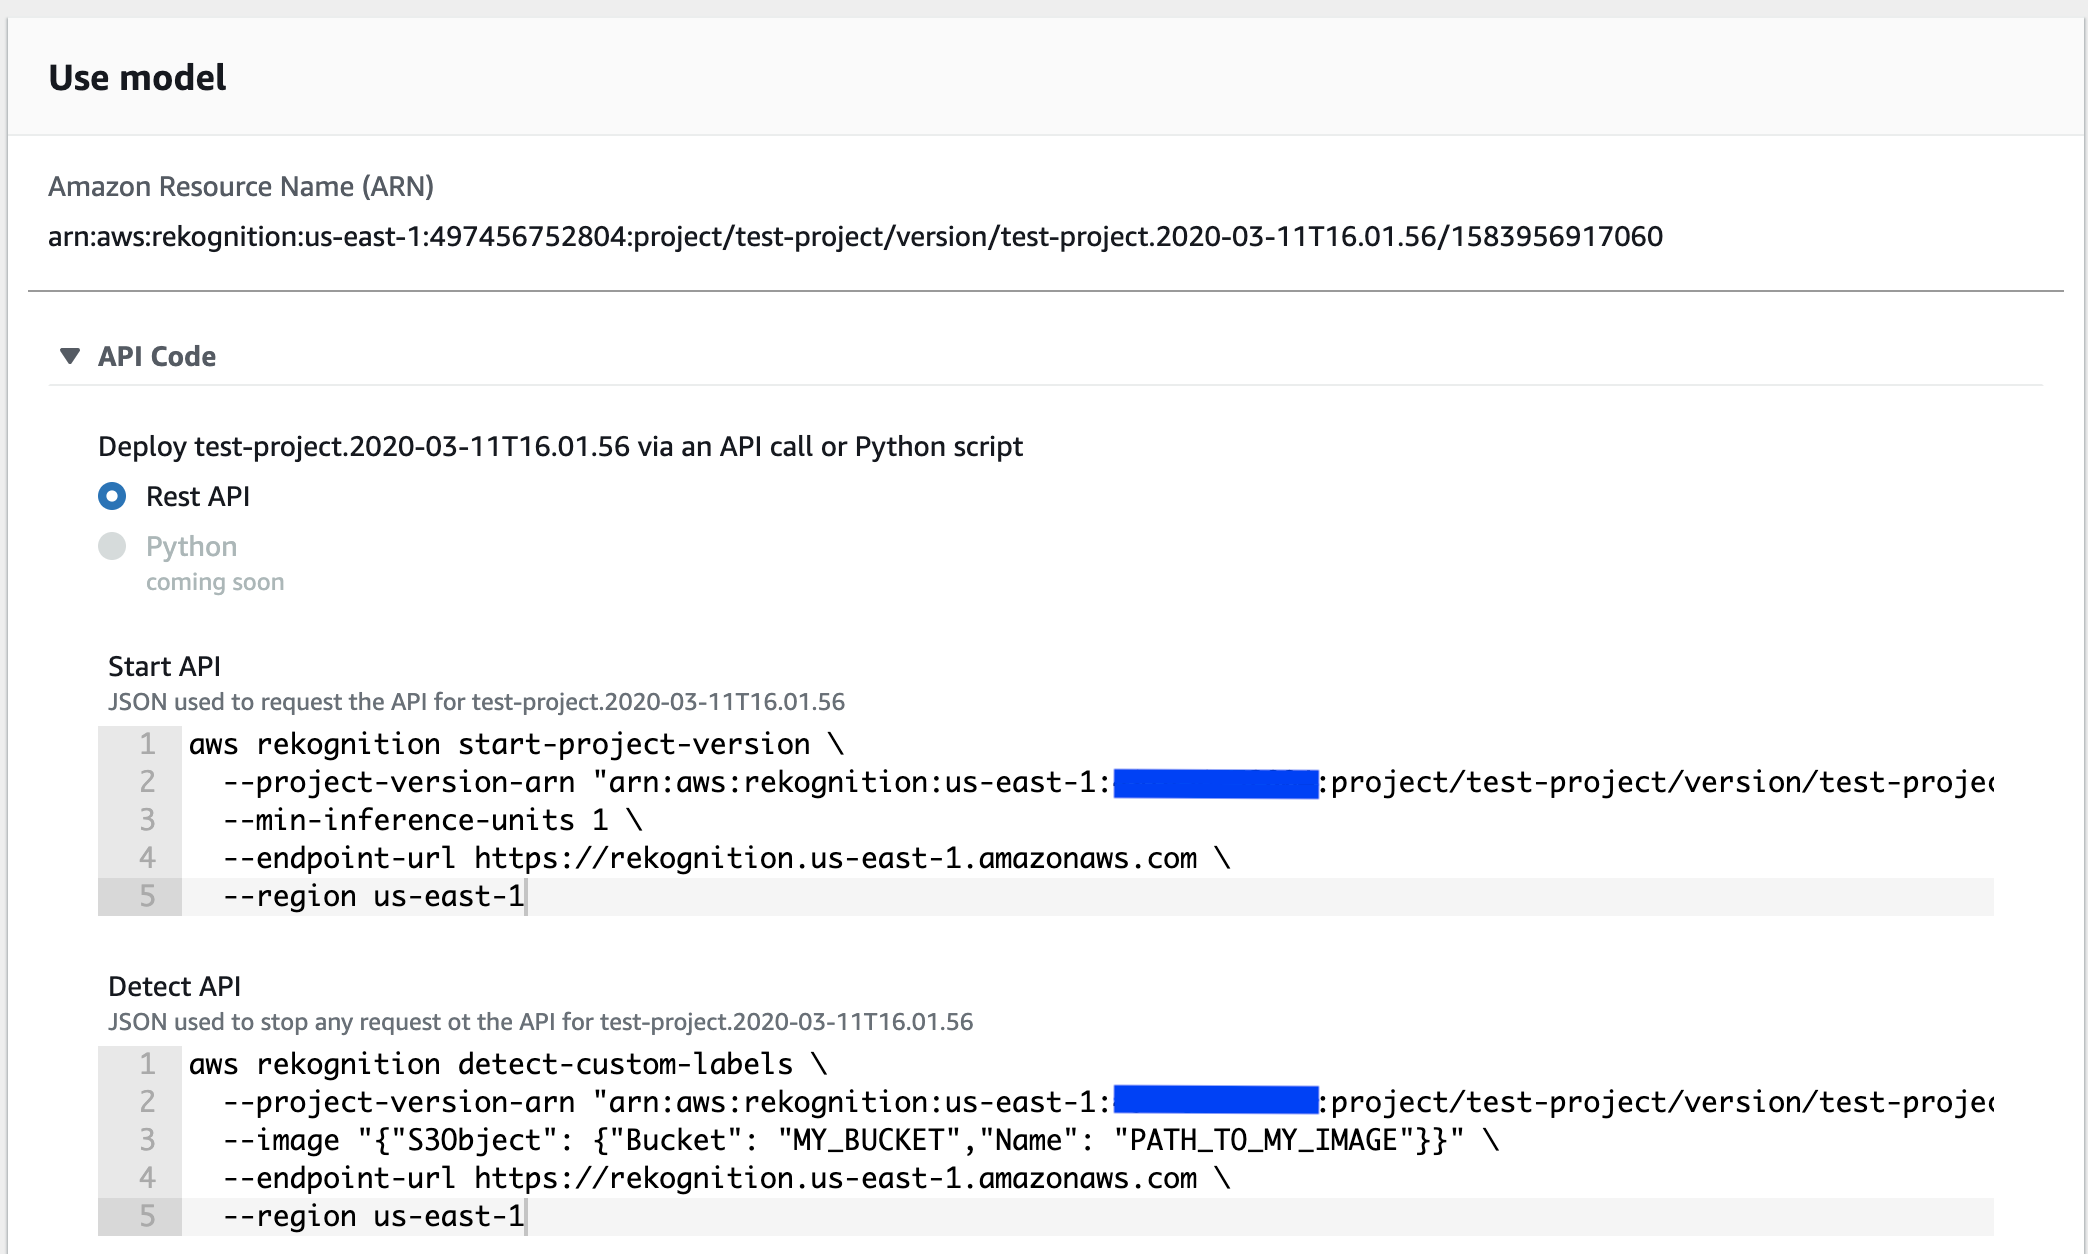 Use model
Amazon Resource Name (ARN)
arn:aws:rekognition:us-east-1:497456752804:project/test-project/version/test-project.2020-03-11T16.01.56/1583956917060
API Code
Deploy test-project.2020-03-11T16.01.56 via an API call or Python script
Rest API
Python
coming soon
Start API
JSON used to request the API for test-project.2020-03-11T16.01.56
1 aws rekognition start-project-version \
2 --project-version-arn "arn:aws:rekognition:us-east-1: :project/test-project/version/test-projec
3 --min-inference-units 1 \
4 --endpoint-url https://rekognition.us-east-1.amazonaws.com \
5 --region us-east-1
Detect API
JSON used to stop any request ot the API for test-project.2020-03-11T16.01.56
1 aws rekognition detect-custom-labels \
2 --project-version-arn "arn:aws:rekognition:us-east-1: :project/test-project/version/test-projec
3 --image "{"S3Object": {"Bucket": "MY_BUCKET","Name": "PATH_TO_MY_IMAGE"}}" \
4 --endpoint-url https://rekognition.us-east-1.amazonaws.com \
5 --region us-east-1